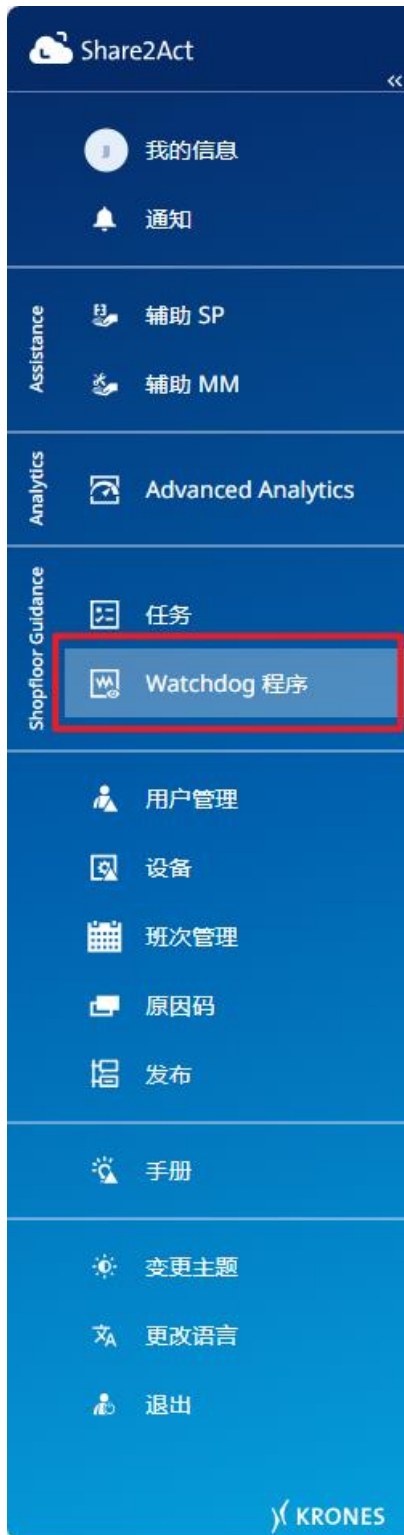 Share2Act
«
我的信息
通知
Assistance
辅助 SP
辅助 MM
Analytics
Advanced Analytics
Shopfloor Guidance
任务
Watchdog 程序
用户管理
设备
班次管理
原因码
发布
手册
变更主题
更改语言
退出
KRONES